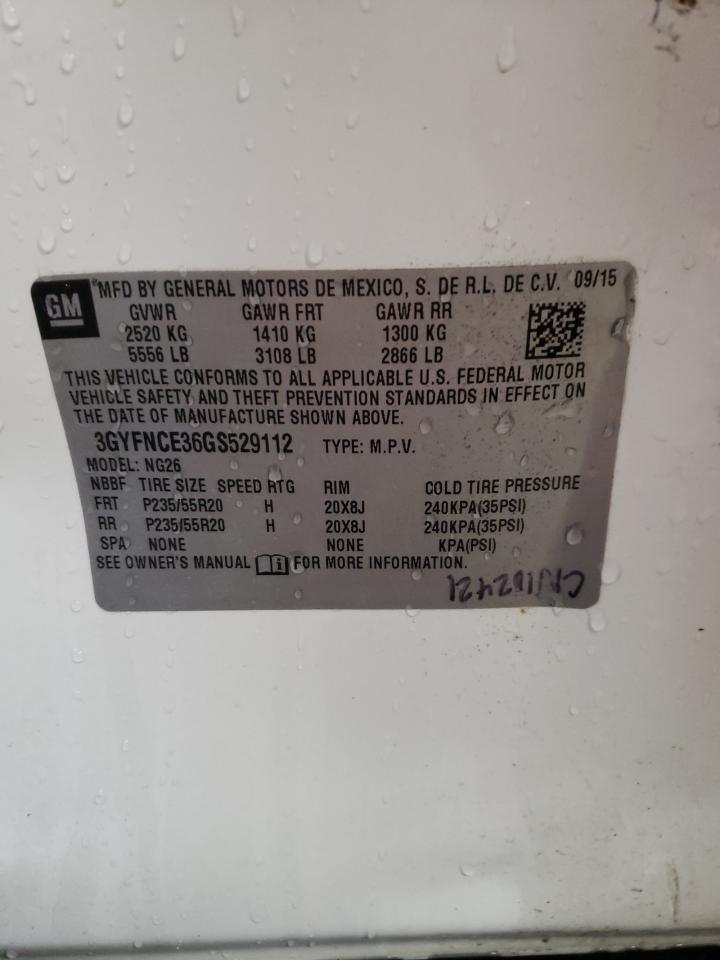 GM
MFD BY GENERAL MOTORS DE MEXICO, S. DE R.L. DE C.V. 09/15
GVWR GAWR FRT GAWR RR
2520 KG 1410 KG 1300 KG
5556 LB 3108 LB 2866 LB
THIS VEHICLE CONFORMS TO ALL APPLICABLE U.S. FEDERAL MOTOR
VEHICLE SAFETY AND THEFT PREVENTION STANDARDS IN EFFECT ON
THE DATE OF MANUFACTURE SHOWN ABOVE.
3GYFNCE36GS529112 TYPE: M.P.V.
MODEL: NG26
NBBF TIRE SIZE SPEED RTG RIM COLD TIRE PRESSURE
FRT P235/55R20 H 20X8J 240KPA(35PSI)
RR P235/55R20 H 20X8J 240KPA(35PSI)
SPA NONE NONE KPA(PSI)
SEE OWNER'S MANUAL FOR MORE INFORMATION.